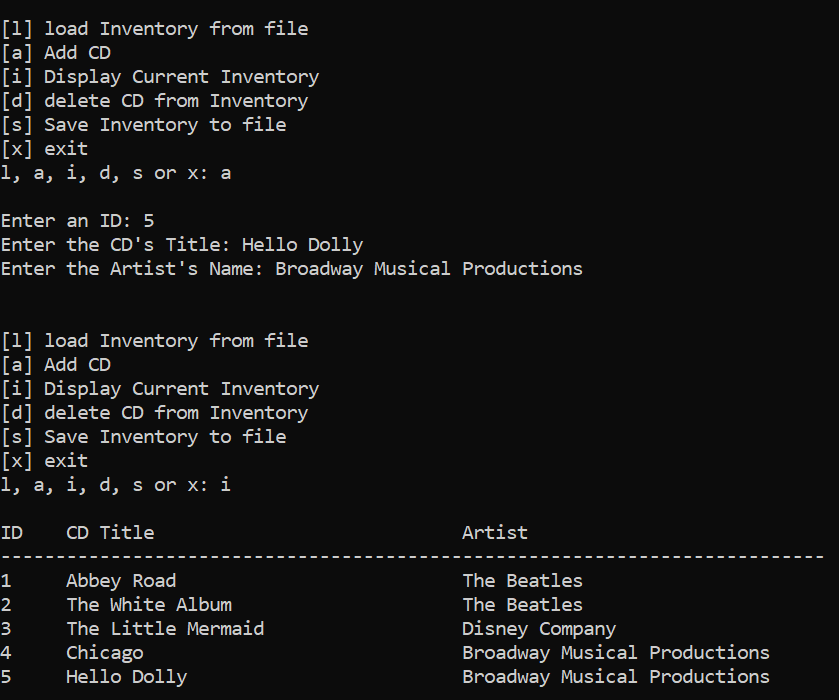 [l] load Inventory from file
[a] Add CD
[i] Display Current Inventory
[d] delete CD from Inventory
[s] Save Inventory to file
[x] exit
l, a, i, d, s or x: a
Enter an ID: 5
Enter the CD's Title: Hello Dolly
Enter the Artist's Name: Broadway Musical Productions
[l] load Inventory from file
[a] Add CD
[i] Display Current Inventory
[d] delete CD from Inventory
[s] Save Inventory to file
[x] exit
l, a, i, d, s or x: i
ID    CD Title                            Artist
---------------------------------------------------------------------------
1     Abbey Road                          The Beatles
2     The White Album                     The Beatles
3     The Little Mermaid                  Disney Company
4     Chicago                             Broadway Musical Productions
5     Hello Dolly                         Broadway Musical Productions